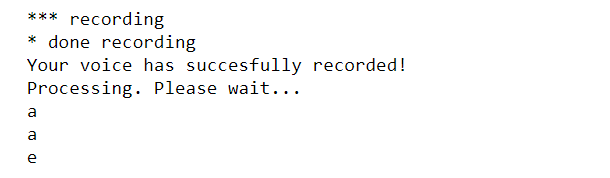 *** recording
* done recording
Your voice has succesfully recorded!
Processing. Please wait...
a
a
e